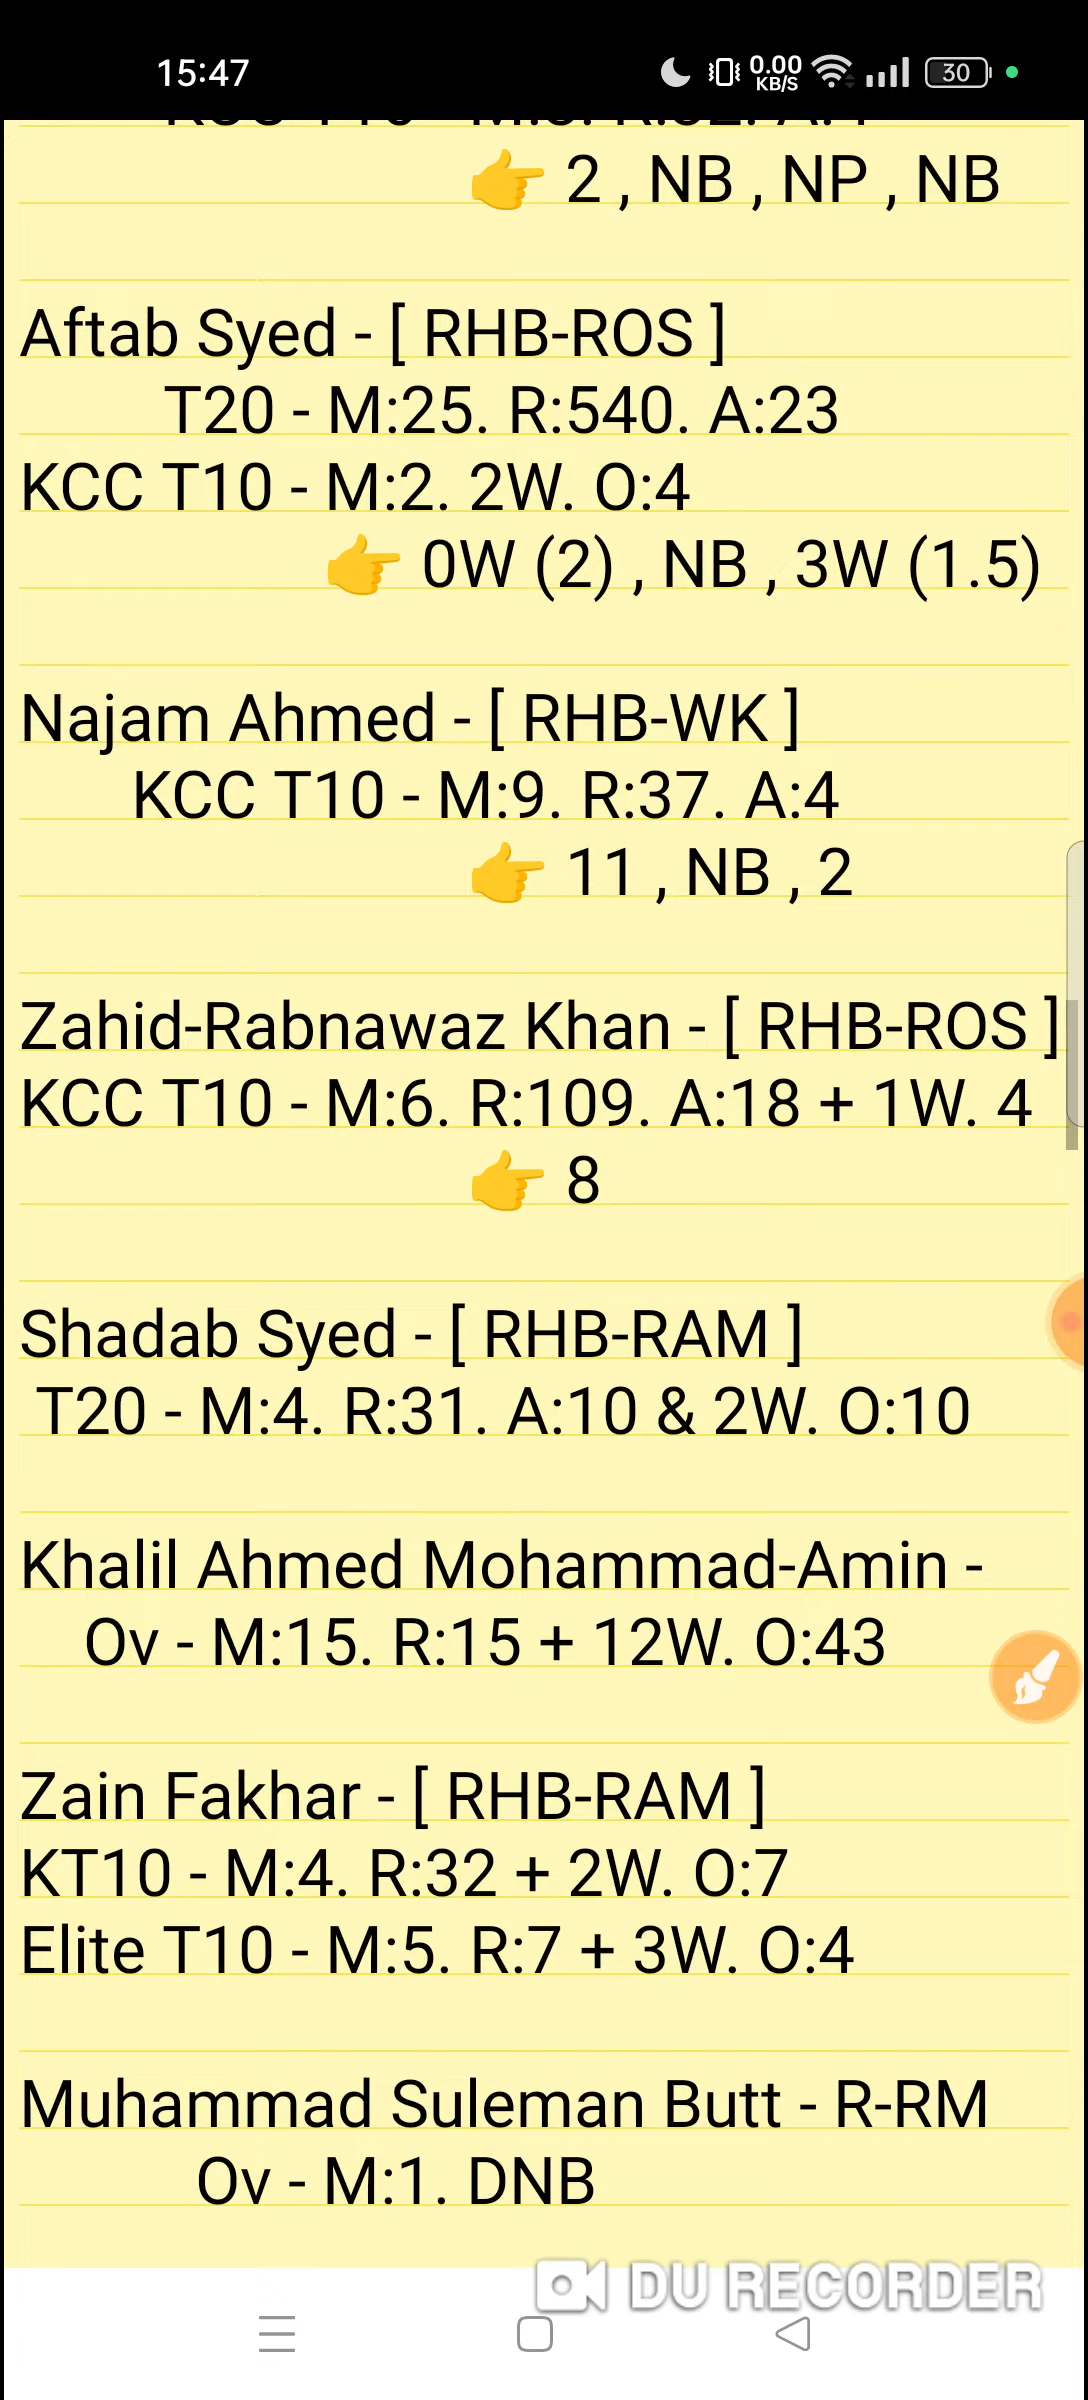 15:47
0.00
KB/S
30
👉 2 , NB , NP , NB
Aftab Syed - [ RHB-ROS ]
T20 - M:25. R:540. A:23
KCC T10 - M:2. 2W. O:4
👉 0W (2) , NB , 3W (1.5)
Najam Ahmed - [ RHB-WK ]
KCC T10 - M:9. R:37. A:4
👉 11 , NB , 2
Zahid-Rabnawaz Khan - [ RHB-ROS ]
KCC T10 - M:6. R:109. A:18 + 1W. 4
👉 8
Shadab Syed - [ RHB-RAM ]
T20 - M:4. R:31. A:10 & 2W. O:10
Khalil Ahmed Mohammad-Amin -
Ov - M:15. R:15 + 12W. O:43
Zain Fakhar - [ RHB-RAM ]
KT10 - M:4. R:32 + 2W. O:7
Elite T10 - M:5. R:7 + 3W. O:4
Muhammad Suleman Butt - R-RM
Ov - M:1. DNB
DU RECORDER